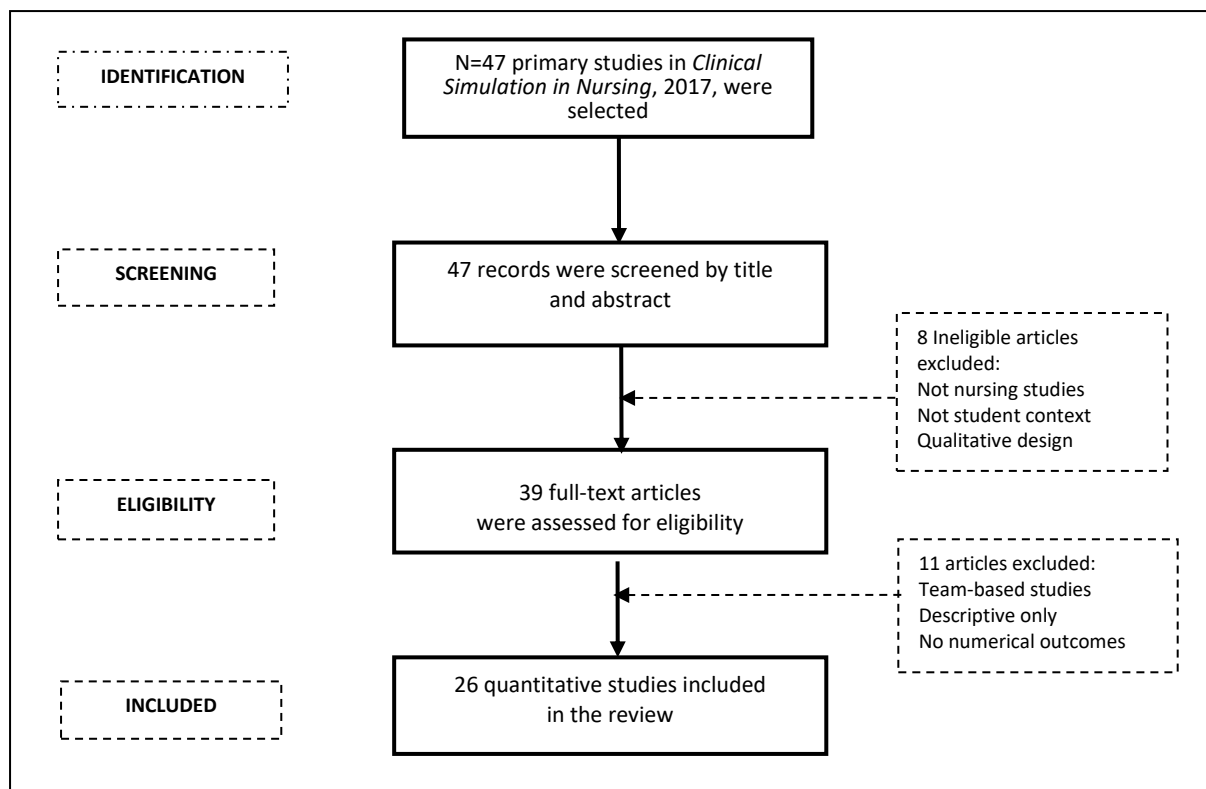 IDENTIFICATION
N=47 primary studies in Clinical
Simulation in Nursing, 2017, were
selected
SCREENING
47 records were screened by title
and abstract
8 Ineligible articles
excluded:
Not nursing studies
Not student context
Qualitative design
ELIGIBILITY
39 full-text articles
were assessed for eligibility
11 articles excluded:
Team-based studies
Descriptive only
No numerical outcomes
INCLUDED
26 quantitative studies included
in the review